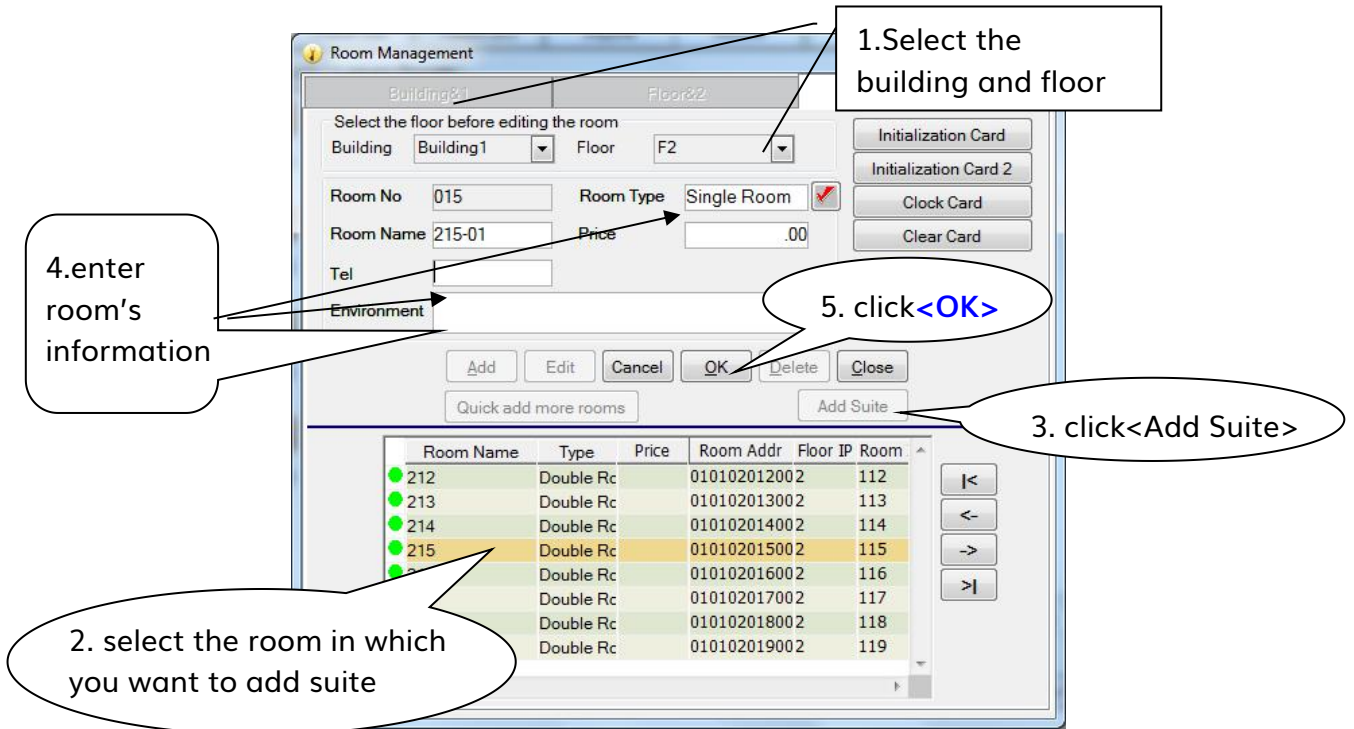 1.Select the
building and floor
Room Management
Building&1 Floor&2
Select the floor before editing the room
Building Building1 Floor F2
Initialization Card
Initialization Card 2
Clock Card
Clear Card
Room No 015 Room Type Single Room
Room Name 215-01 Price .00
Tel
Environment
4.enter
room's
information
5. click<OK>
Add Edit Cancel OK Delete Close
Quick add more rooms Add Suite
3. click<Add Suite>
Room Name Type Price Room Addr Floor IP Room
212 Double Rc 010102012002 112
213 Double Rc 010102013002 113
214 Double Rc 010102014002 114
215 Double Rc 010102015002 115
Double Rc 010102016002 116
Double Rc 010102017002 117
Double Rc 010102018002 118
Double Rc 010102019002 119
|<
<-
->
>|
2. select the room in which
you want to add suite